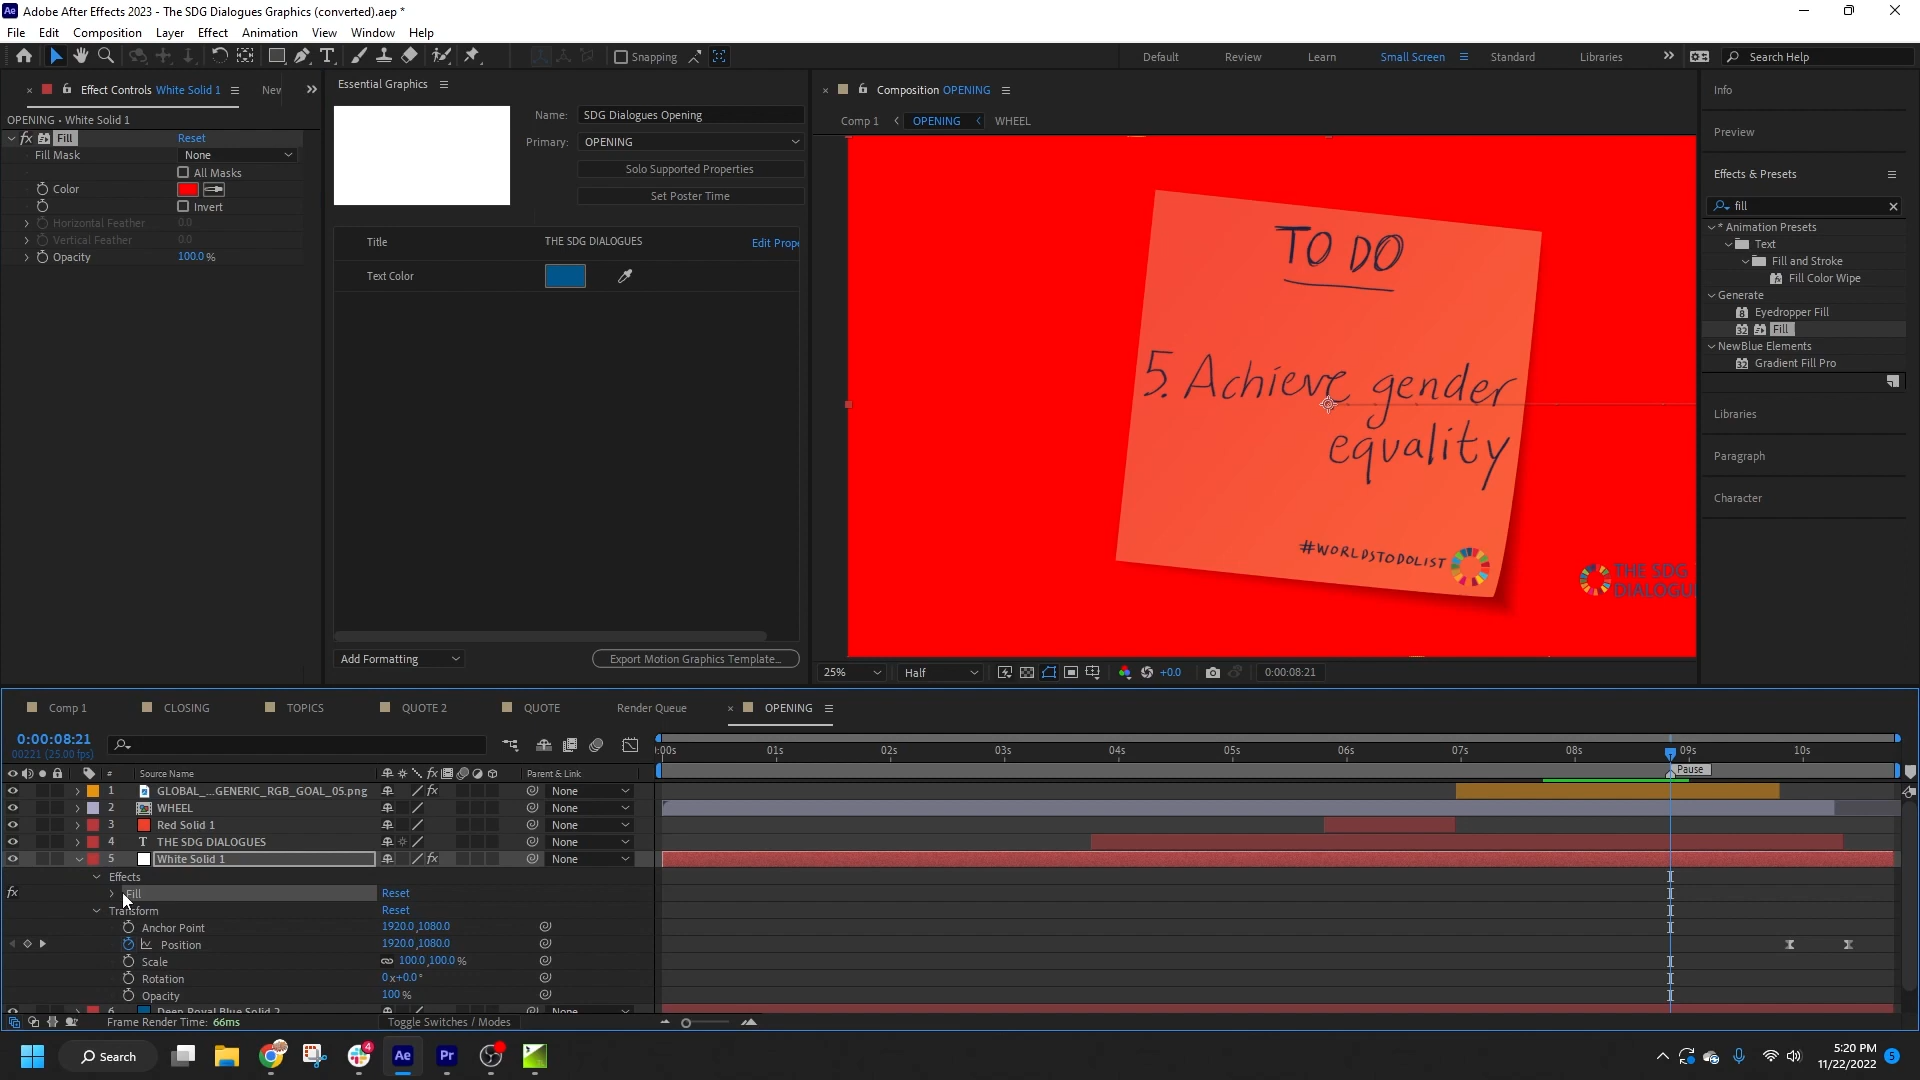 Adobe After Effects 2023 - The SDG Dialogues Graphics (converted).aep *
File Edit Composition Layer Effect Animation View Window Help
Snapping
Default Review Learn Small Screen Standard Libraries
Search Help
Effect Controls White Solid 1
OPENING • White Solid 1
fx Fill Reset
Fill Mask None
All Masks
Color
Invert
Horizontal Feather 0.0
Vertical Feather 0.0
Opacity 100.0 %
Essential Graphics
Name: SDG Dialogues Opening
Primary: OPENING
Solo Supported Properties
Set Poster Time
Title THE SDG DIALOGUES Edit Prope
Text Color
Add Formatting
Export Motion Graphics Template...
Composition OPENING
Comp 1 OPENING WHEEL
TO DO
5. Achieve gender
equality
#WORLDSTODOLIST
THE SDG
DIALOGU
25% Half +0.0 0:00:08:21
Info
Preview
Effects & Presets
fill
* Animation Presets
Text
Fill and Stroke
Fill Color Wipe
Generate
Eyedropper Fill
Fill
NewBlue Elements
Gradient Fill Pro
Libraries
Paragraph
Character
Comp 1 CLOSING TOPICS QUOTE 2 QUOTE Render Queue OPENING
0:00:08:21
00221 (25.00 fps)
:00s 01s 02s 03s 04s 05s 06s 07s 08s 09s 10s
Pause
# Source Name Parent & Link
1 GLOBAL_...GENERIC_RGB_GOAL_05.png None
2 WHEEL None
3 Red Solid 1 None
4 THE SDG DIALOGUES None
5 White Solid 1 None
Effects
Fill Reset
Transform Reset
Anchor Point 1920.0,1080.0
Position 1920.0,1080.0
Scale 100.0,100.0 %
Rotation 0x+0.0°
Opacity 100 %
6 Deep Royal Blue Solid 2 None
Frame Render Time: 66ms
Toggle Switches / Modes
Search
4
Ae
Pr
5:20 PM
11/22/2022
5